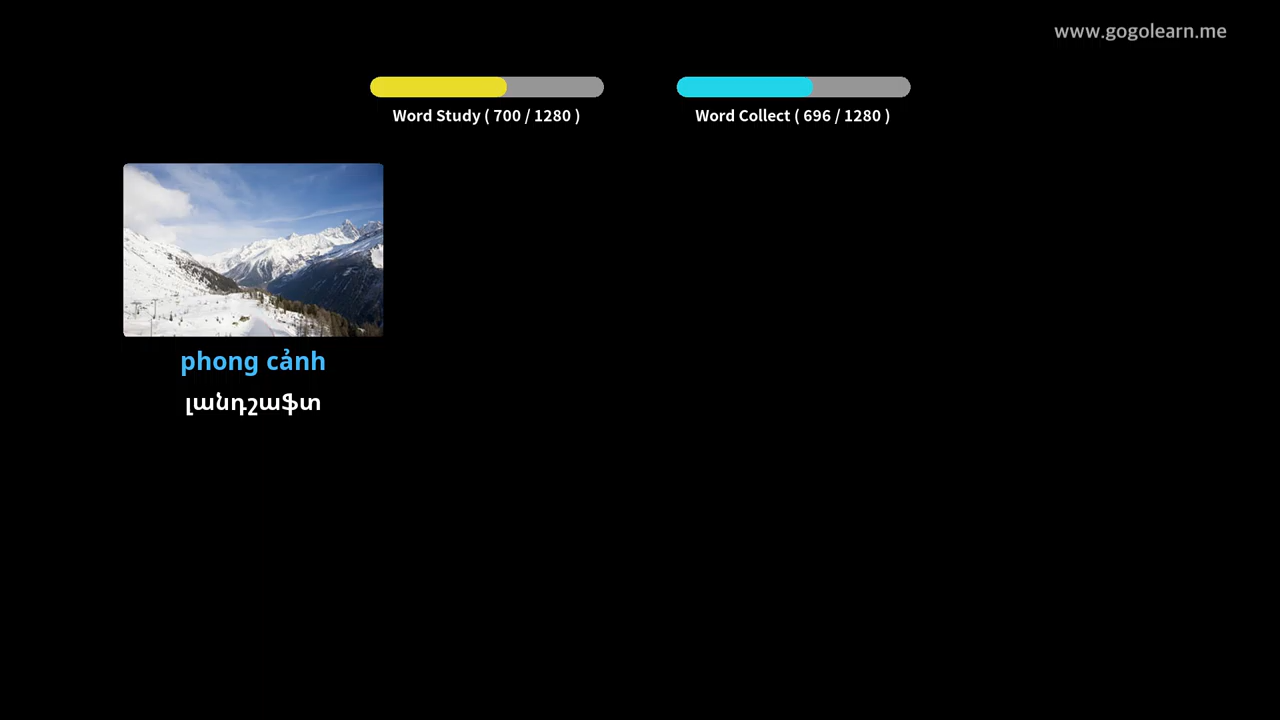 www.gogolearn.me
Word Study ( 700 / 1280 )
Word Collect ( 696 / 1280 )
phong cảnh
լանդշաֆտ